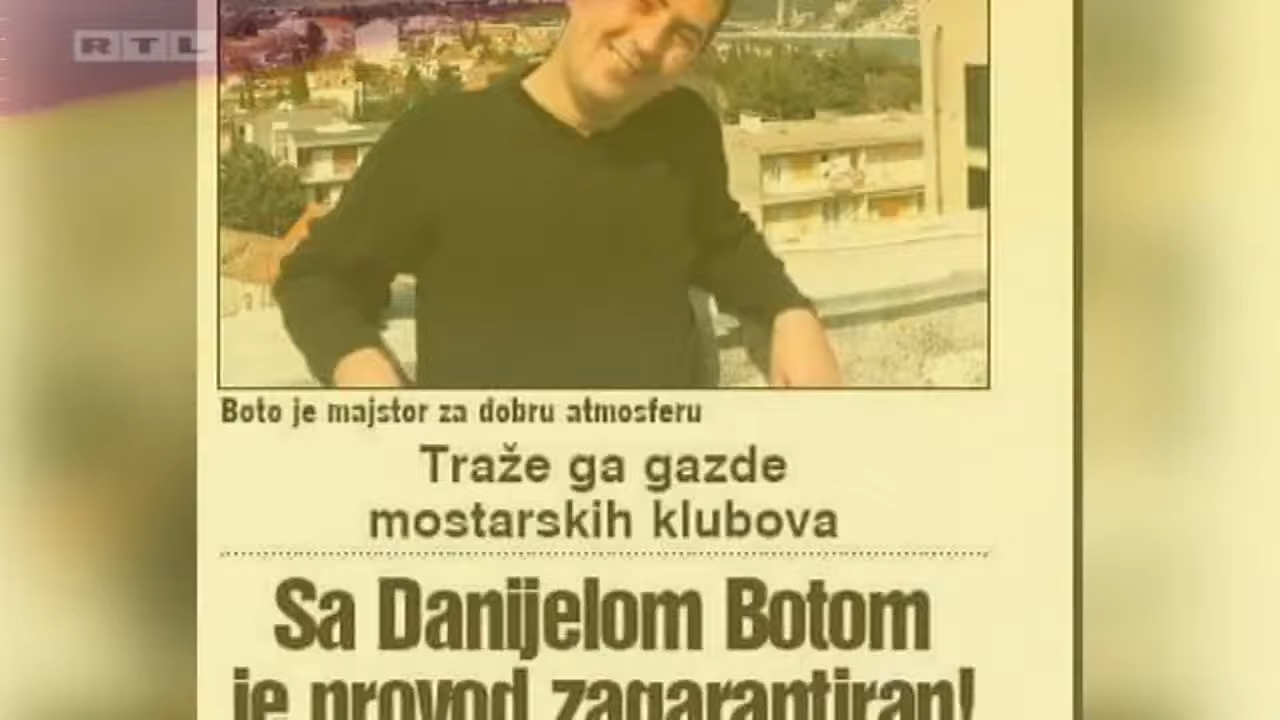 RTL
Boto je majstor za dobru atmosferu
Traže ga gazde
mostarskih klubova
Sa Danijelom Botom
je provod zagarantiran!